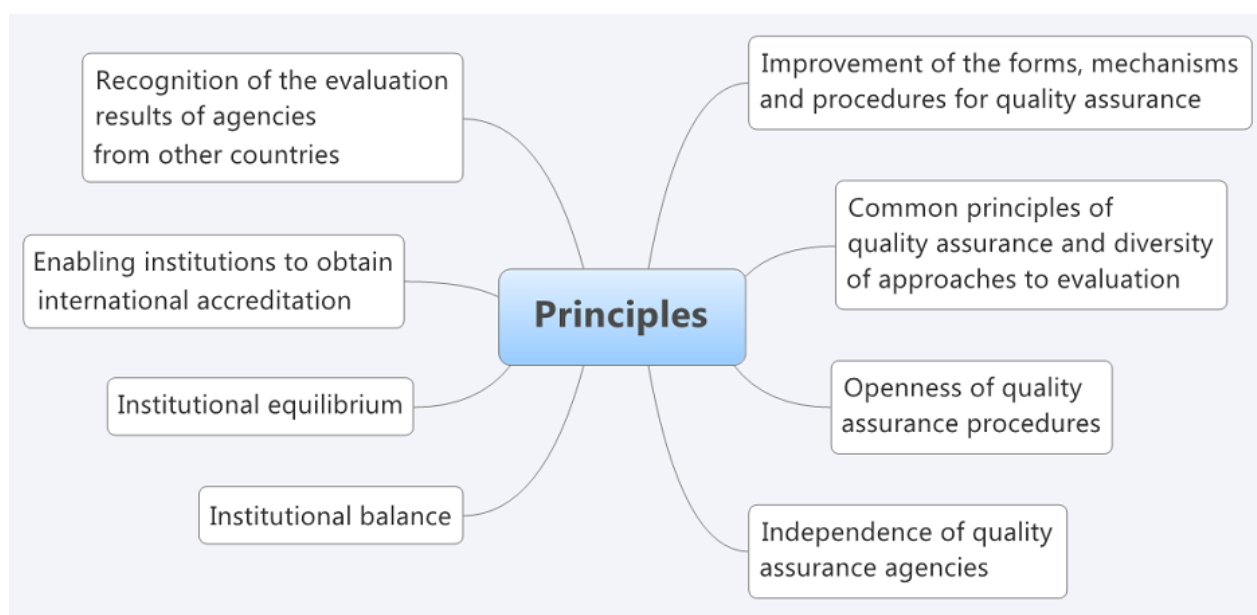 Recognition of the evaluation
results of agencies
from other countries
Enabling institutions to obtain
international accreditation
Institutional equilibrium
Institutional balance
Principles
Improvement of the forms, mechanisms
and procedures for quality assurance
Common principles of
quality assurance and diversity
of approaches to evaluation
Openness of quality
assurance procedures
Independence of quality
assurance agencies